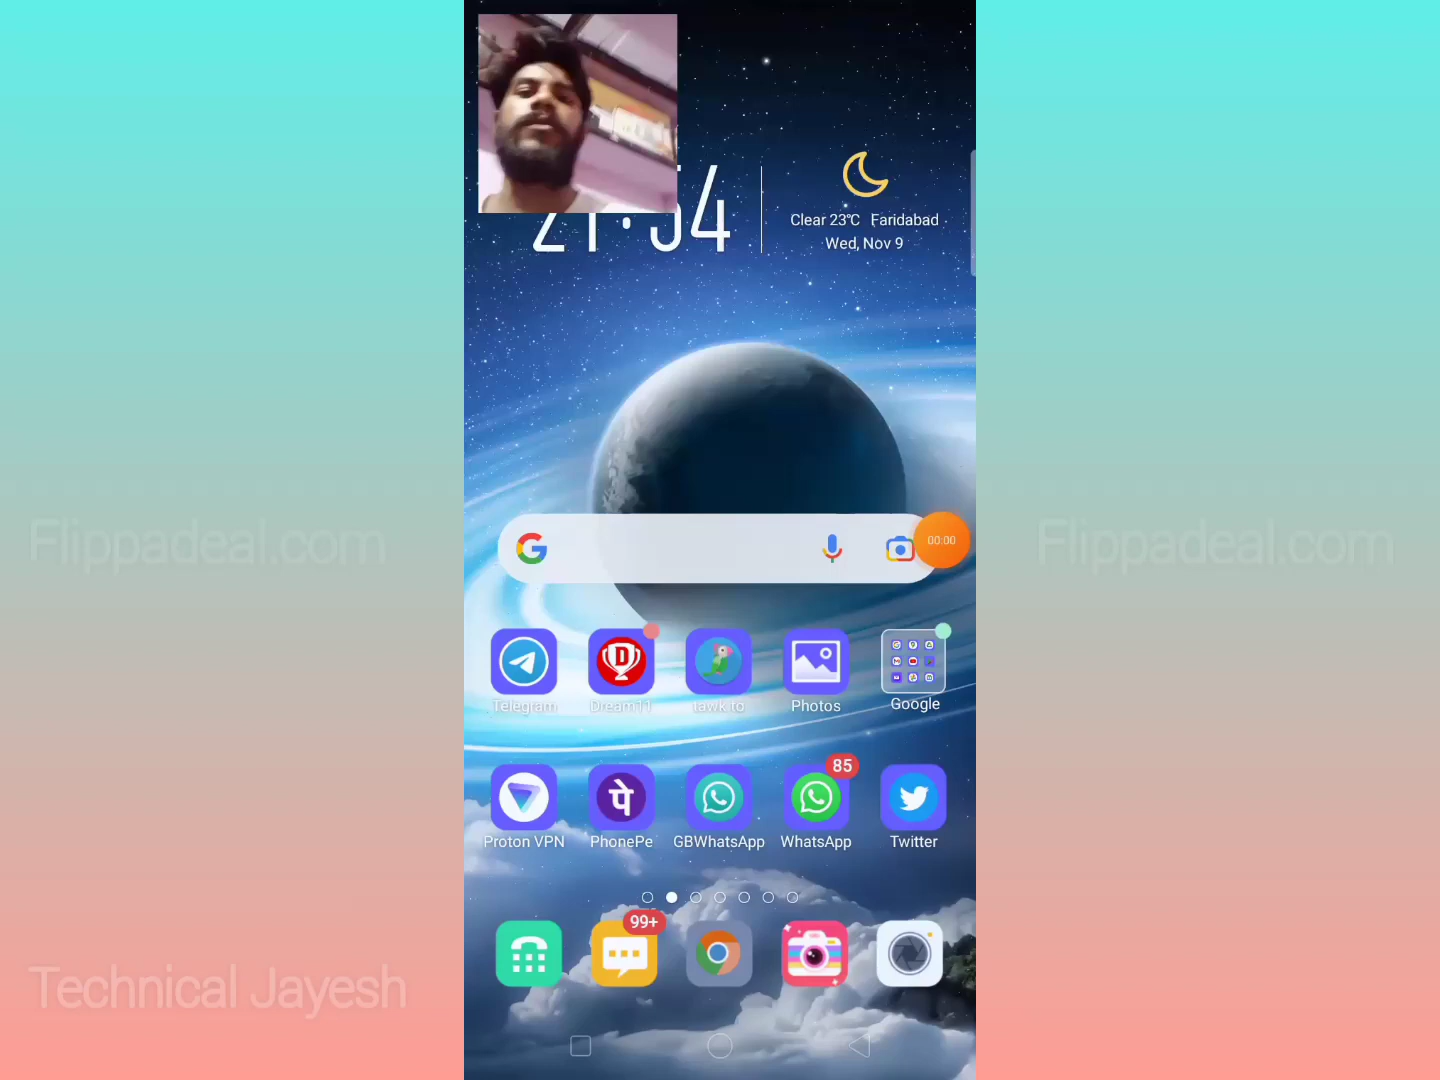 21:54
Clear 23°C Faridabad
Wed, Nov 9
00:00
Flippadeal.com
Flippadeal.com
Telegram
Dream11
tawk.to
Photos
Google
85
Proton VPN
पे
PhonePe
GBWhatsApp
WhatsApp
Twitter
99+
Technical Jayesh